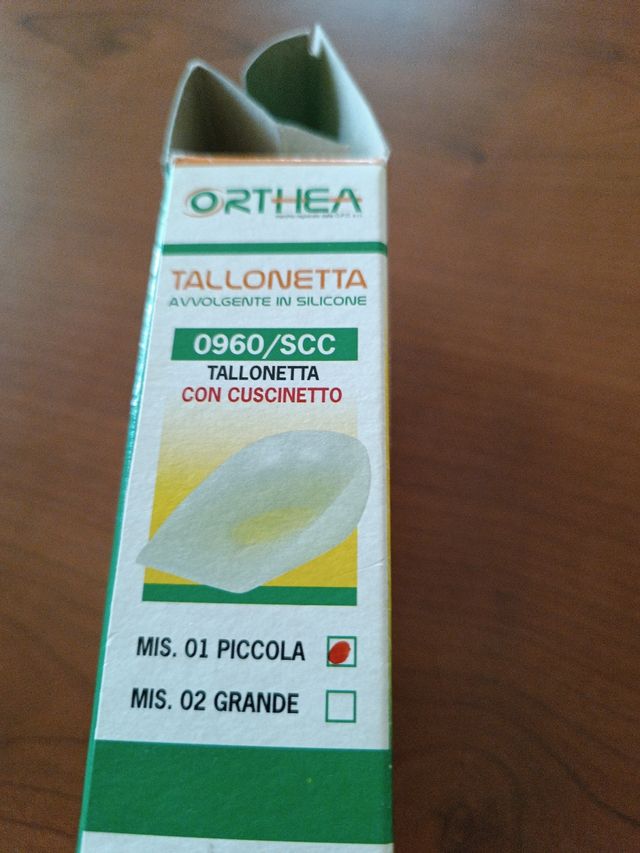 ORTHEA
TALLONETTA
AVVOLGENTE IN SILICONE
0960/SCC
TALLONETTA
CON CUSCINETTO
MIS. 01 PICCOLA
MIS. 02 GRANDE